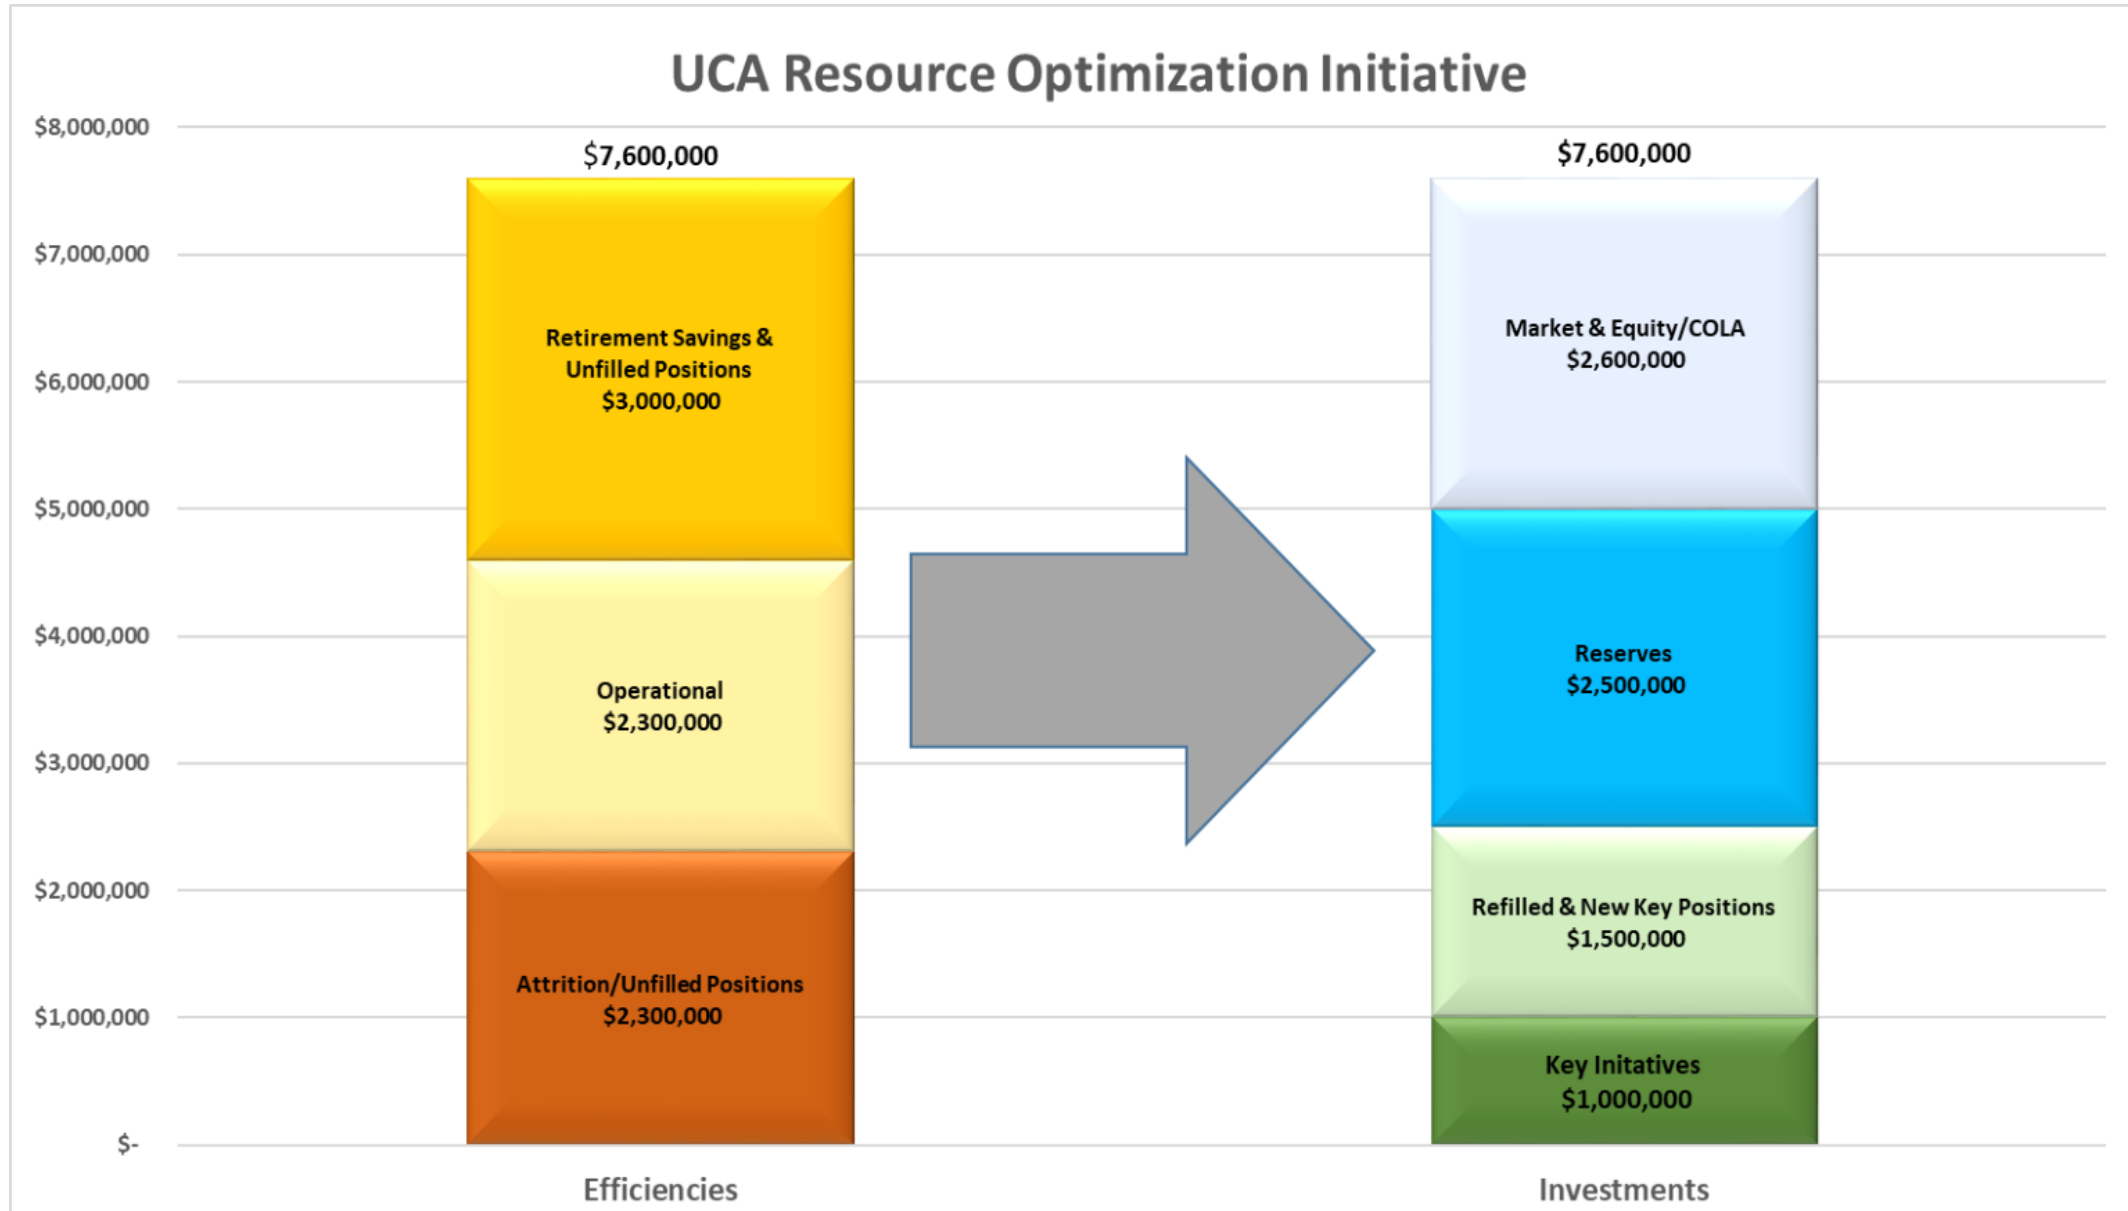 UCA Resource Optimization Initiative
$8,000,000
$7,000,000
$6,000,000
$5,000,000
$4,000,000
$3,000,000
$2,000,000
$1,000,000
$-
$7,600,000
Retirement Savings &
Unfilled Positions
$3,000,000
Operational
$2,300,000
Attrition/Unfilled Positions
$2,300,000
Efficiencies
$7,600,000
Market & Equity/COLA
$2,600,000
Reserves
$2,500,000
Refilled & New Key Positions
$1,500,000
Key Initatives
$1,000,000
Investments